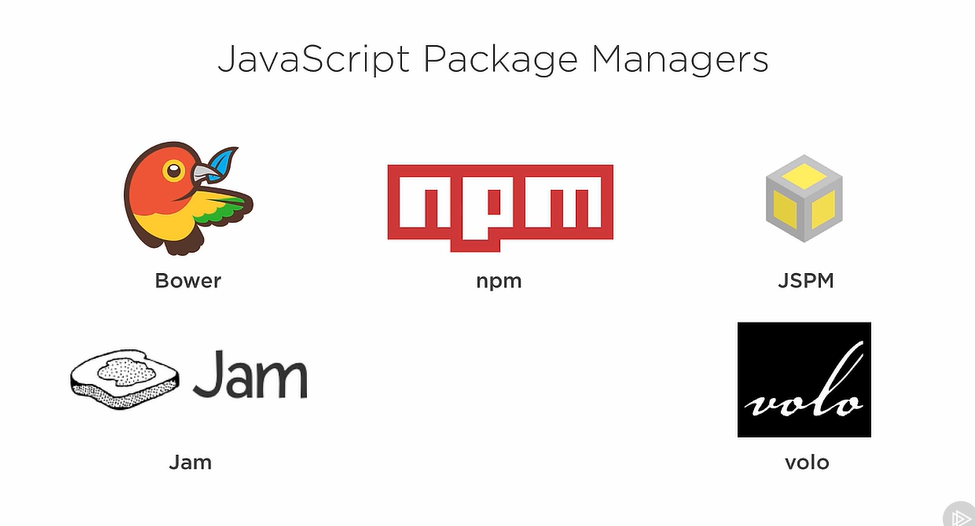 JavaScript Package Managers
npm
Bower
npm
JSPM
Jam
volo
Jam
volo